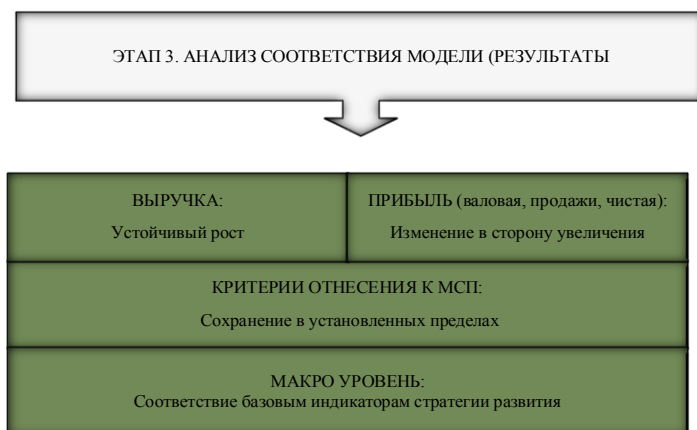 ЭТАП 3. АНАЛИЗ СООТВЕТСТВИЯ МОДЕЛИ (РЕЗУЛЬТАТЫ
ВЫРУЧКА:
Устойчивый рост
ПРИБЫЛЬ (валовая, продажи, чистая):
Изменение в сторону увеличения
КРИТЕРИИ ОТНЕСЕНИЯ К МСП:
Сохранение в установленных пределах
МАКРО УРОВЕНЬ:
Соответствие базовым индикаторам стратегии развития